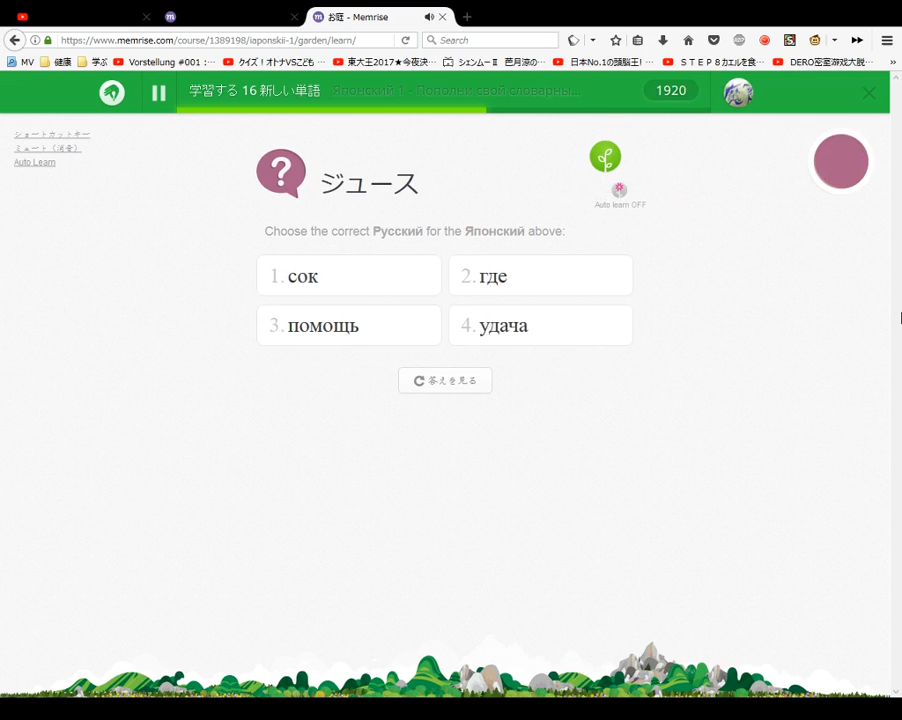 お庭 - Memrise
https://www.memrise.com/course/1389198/iaponskii-1/garden/learn/
Search
MV
健康
学ぶ
Vorstellung #001 : ···
クイズ！オトナVSこども ···
東大王2017★今夜決···
シェンムーⅡ 芭月涼の···
日本No.1の頭脳王! ···
ＳＴＥＰ８カエルを食···
DERO密室游戏大脱···
学習する 16 新しい単語
Японский 1 - Пополни свой словарны...
1920
ショートカットキー
ミュート（消音）
Auto Learn
ジュース
Auto learn OFF
Choose the correct Русский for the Японский above:
1. сок
2. где
3. помощь
4. удача
答えを見る